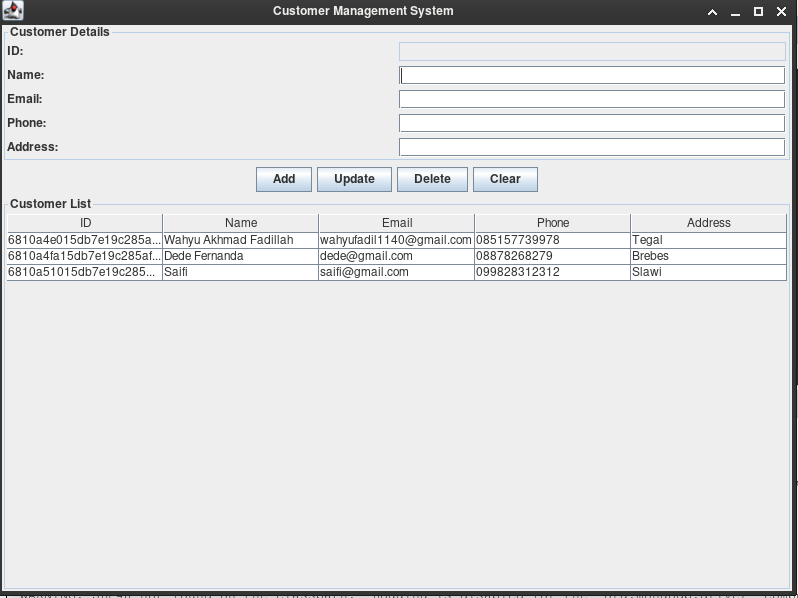 Customer Management System
Customer Details
ID:
Name:
Email:
Phone:
Address:
Add Update Delete Clear
Customer List
ID Name Email Phone Address
6810a4e015db7e19c285a... Wahyu Akhmad Fadillah wahyufadil1140@gmail.com 085157739978 Tegal
6810a4fa15db7e19c285af... Dede Fernanda dede@gmail.com 08878268279 Brebes
6810a51015db7e19c285... Saifi saifi@gmail.com 099828312312 Slawi